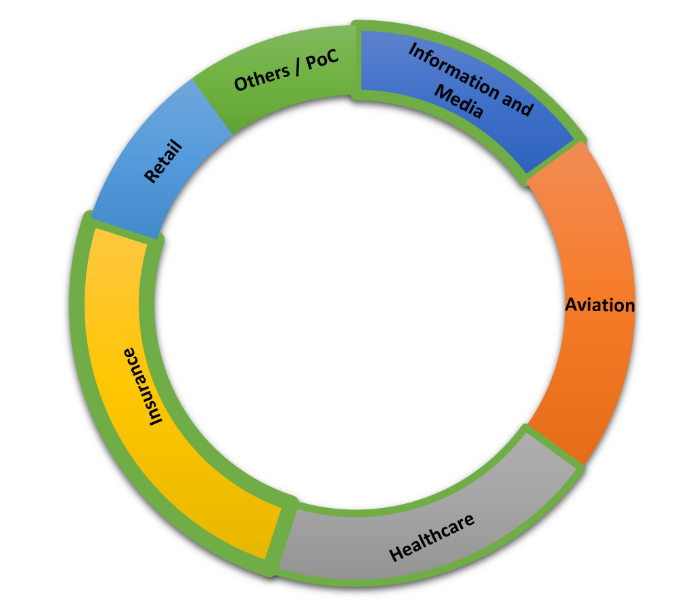 Information and
Media
Aviation
Healthcare
Insurance
Retail
Others / PoC